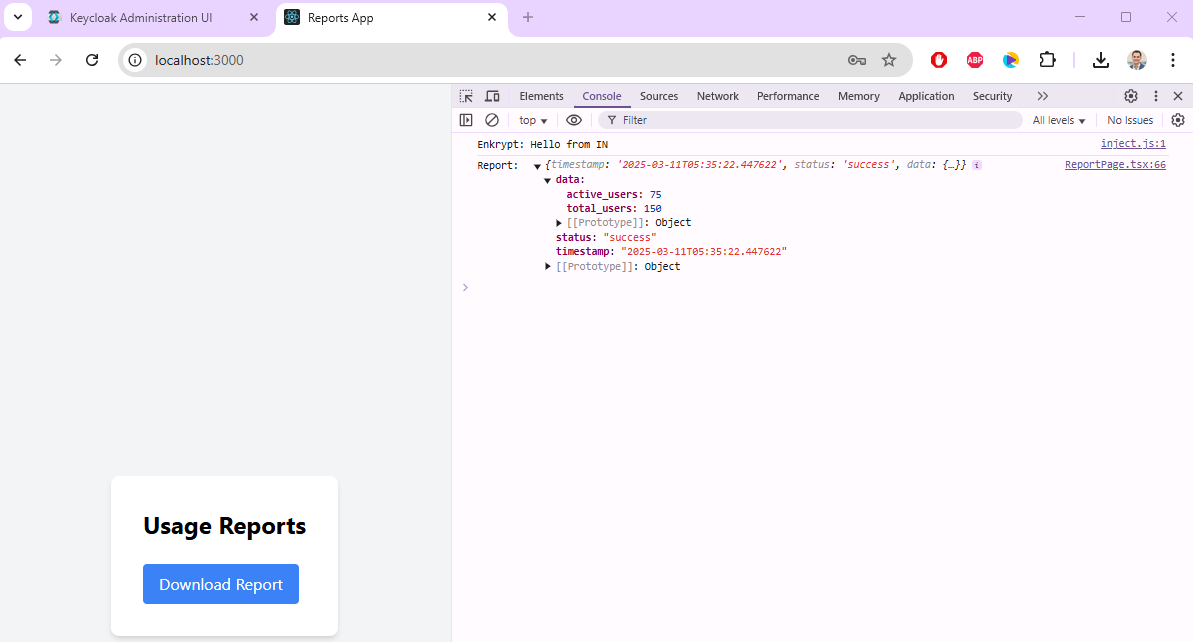 Keycloak Administration UI
Reports App
localhost:3000
ABP
Elements Console Sources Network Performance Memory Application Security
top Filter All levels No Issues
Enkrypt: Hello from IN inject.js:1
Report: {timestamp: '2025-03-11T05:35:22.447622', status: 'success', data: {…}} i ReportPage.tsx:66
data:
active_users: 75
total_users: 150
[[Prototype]]: Object
status: "success"
timestamp: "2025-03-11T05:35:22.447622"
[[Prototype]]: Object
Usage Reports
Download Report